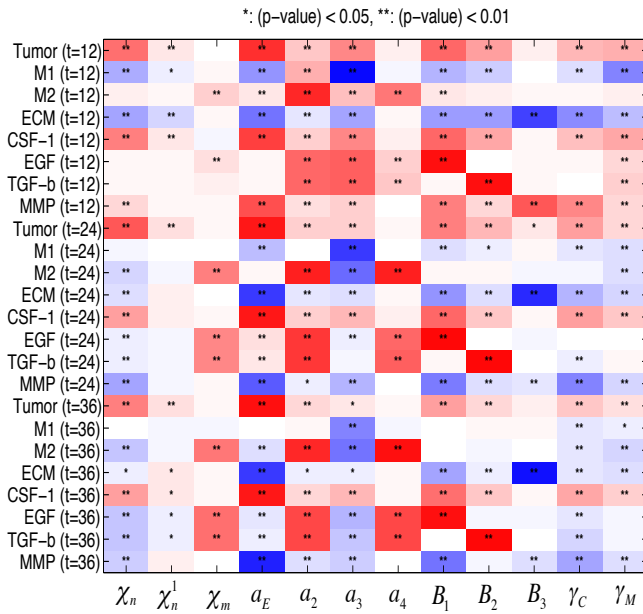 *: (p-value) < 0.05, **: (p-value) < 0.01
Tumor (t=12) ** ** ** ** ** ** ** ** **
M1 (t=12) ** * ** ** ** ** ** ** **
M2 (t=12) ** ** ** ** ** **
ECM (t=12) ** ** ** ** ** ** ** ** ** **
CSF-1 (t=12) ** ** ** ** ** ** ** ** **
EGF (t=12) ** ** ** ** ** **
TGF-b (t=12) ** ** ** ** **
MMP (t=12) ** ** ** ** ** ** ** ** **
Tumor (t=24) ** ** ** ** ** ** ** * ** **
M1 (t=24) ** ** ** * ** **
M2 (t=24) ** ** ** ** ** **
ECM (t=24) ** ** ** ** ** ** ** ** **
CSF-1 (t=24) ** ** ** ** ** ** ** **
EGF (t=24) ** ** ** ** ** **
TGF-b (t=24) ** ** ** ** ** ** **
MMP (t=24) ** ** * ** ** ** ** ** **
Tumor (t=36) ** ** ** ** * ** ** ** **
M1 (t=36) ** ** *
M2 (t=36) ** ** ** ** ** ** ** **
ECM (t=36) * * ** * * ** ** ** ** **
CSF-1 (t=36) ** * ** ** ** ** ** ** **
EGF (t=36) ** * ** ** ** ** ** ** **
TGF-b (t=36) ** * ** ** ** ** ** ** **
MMP (t=36) ** ** ** ** ** ** ** **
χn χn1 χm aE a2 a3 a4 B1 B2 B3 γC γM